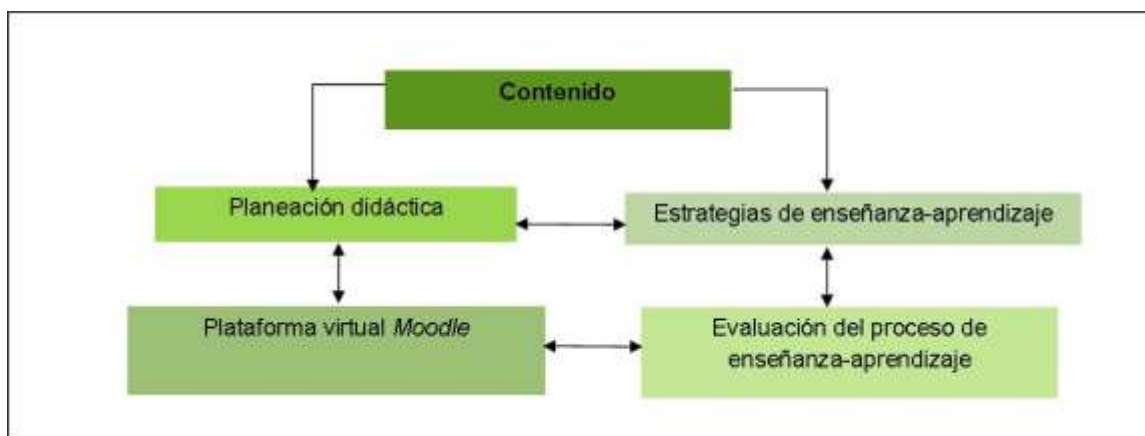 Contenido
Planeación didáctica
Estrategias de enseñanza-aprendizaje
Plataforma virtual Moodle
Evaluación del proceso de
enseñanza-aprendizaje